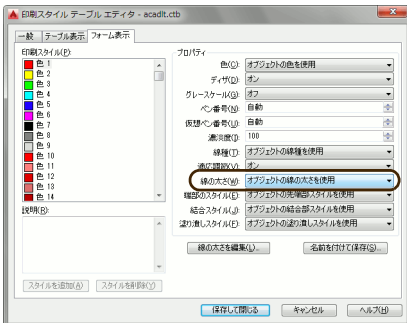 印刷スタイル テーブル エディタ - acadlt.ctb
一般 テーブル表示 フォーム表示
印刷スタイル(P):
色 1
色 2
色 3
色 4
色 5
色 6
色 7
色 8
色 9
色 10
色 11
色 12
色 13
色 14
説明(R):
スタイルを追加(A) スタイルを削除(Y)
プロパティ
色(C): オブジェクトの色を使用
ディザ(D): オン
グレースケール(G): オフ
ペン番号(N): 自動
仮想ペン番号(U): 自動
濃淡度(I): 100
線種(T): オブジェクトの線種を使用
適応調節(V): オン
線の太さ(W): オブジェクトの線の太さを使用
端部のスタイル(E): オブジェクトの先端部スタイルを使用
結合スタイル(J): オブジェクトの結合部スタイルを使用
塗り潰しスタイル(F): オブジェクトの塗り潰しスタイルを使用
線の太さを編集(L)... 名前を付けて保存(S)...
保存して閉じる キャンセル ヘルプ(H)